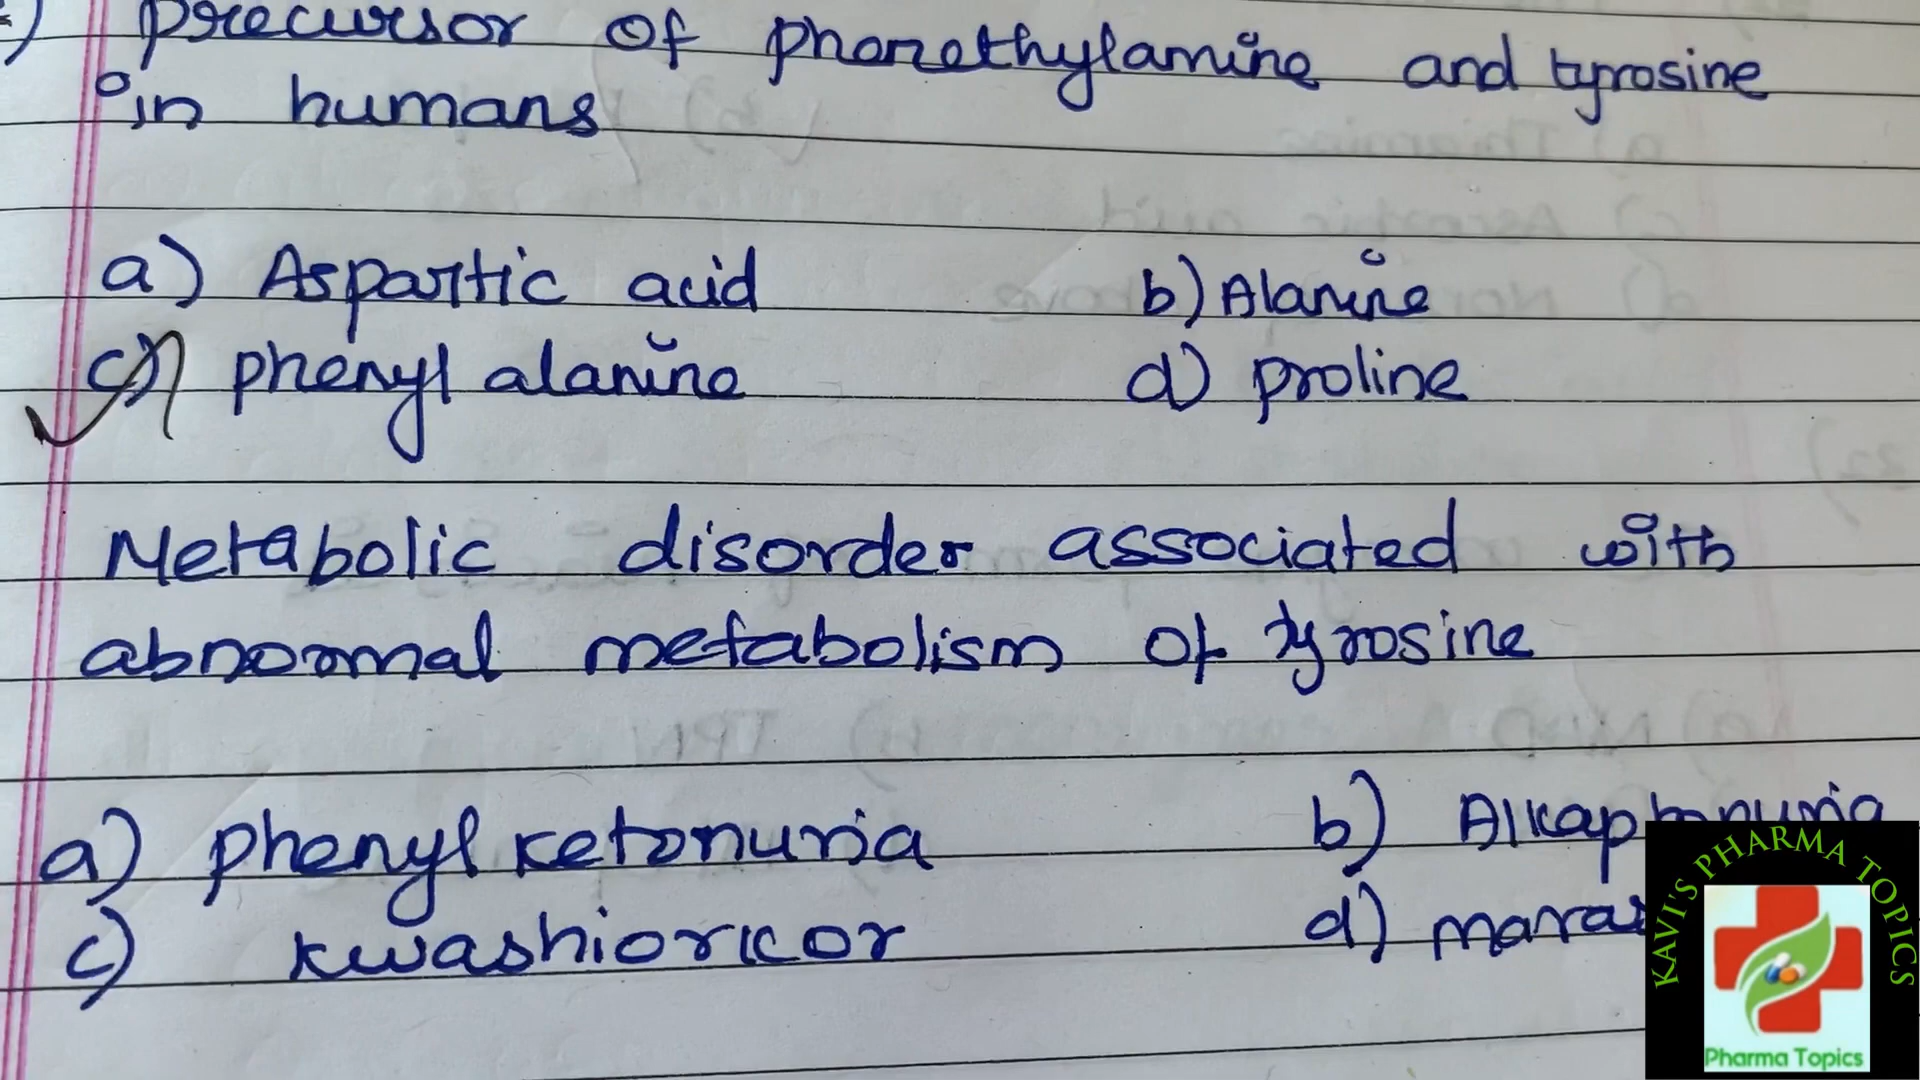 precursor of phenethylamine and tyrosine
in humans
a) Aspartic acid
b) Alanine
c) phenyl alanine
d) proline
Metabolic disorder associated with
abnormal metabolism of tyrosine
a) phenyl ketonuria
b) Alkaptonuria
c) kwashiorkor
d)
KAVI'S PHARMA TOPICS
Pharma Topics